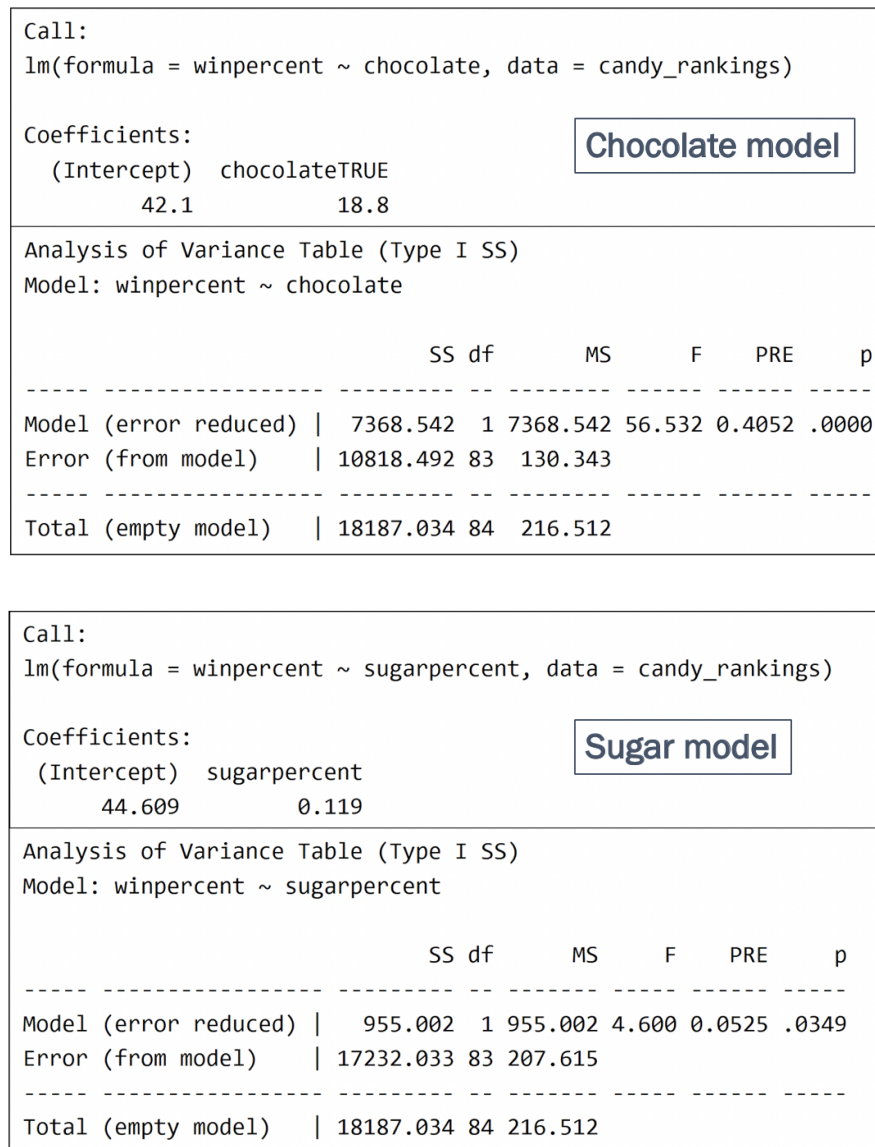 Call:
lm(formula = winpercent ~ chocolate, data = candy_rankings)
Coefficients:
Chocolate model
(Intercept) chocolateTRUE
42.1 18.8
Analysis of Variance Table (Type I SS)
Model: winpercent ~ chocolate
SS df MS F PRE p
----- ----------------- --------- -- -------- ------ ------ -----
Model (error reduced) | 7368.542 1 7368.542 56.532 0.4052 .0000
Error (from model) | 10818.492 83 130.343
----- ----------------- --------- -- -------- ------ ------ -----
Total (empty model) | 18187.034 84 216.512
Call:
lm(formula = winpercent ~ sugarpercent, data = candy_rankings)
Coefficients:
Sugar model
(Intercept) sugarpercent
44.609 0.119
Analysis of Variance Table (Type I SS)
Model: winpercent ~ sugarpercent
SS df MS F PRE p
----- ----------------- --------- -- ------- ----- ------ -----
Model (error reduced) | 955.002 1 955.002 4.600 0.0525 .0349
Error (from model) | 17232.033 83 207.615
----- ----------------- --------- -- ------- ----- ------ -----
Total (empty model) | 18187.034 84 216.512